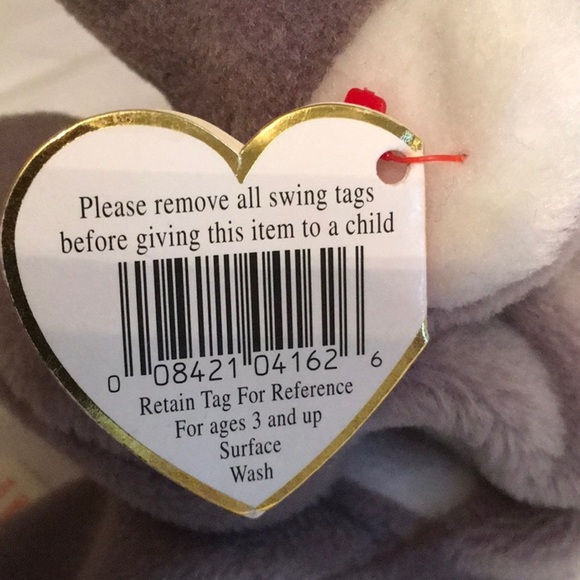 Please remove all swing tags
before giving this item to a child
0 08421 04162 6
Retain Tag For Reference
For ages 3 and up
Surface
Wash